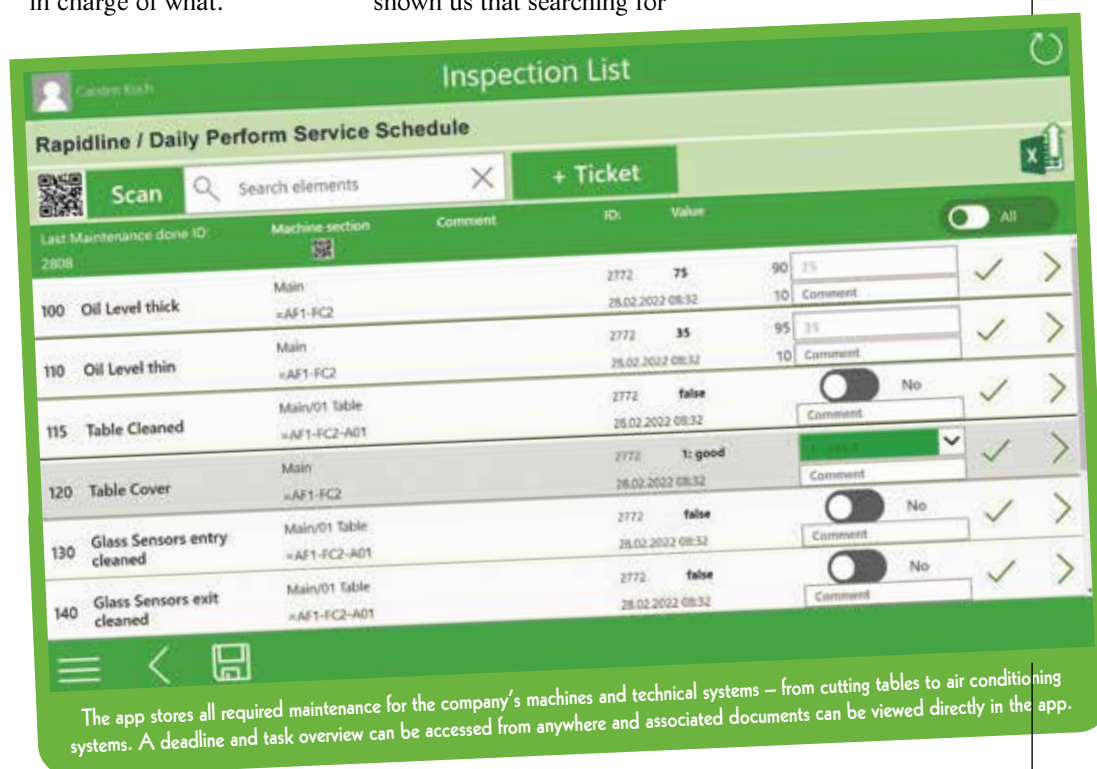 in charge of what.
shown us that searching for
Carsten Koch
Inspection List
Rapidline / Daily Perform Service Schedule
Scan
Search elements
+ Ticket
Last Maintenance done ID:
2808
Machine section
Comment
ID:
Value
All
100 Oil Level thick
Main
=AF1-FC2
2772 75
28.02.2022 08:32
90 75
10 Comment
110 Oil Level thin
Main
=AF1-FC2
2772 35
28.02.2022 08:32
95 35
10 Comment
115 Table Cleaned
Main/01 Table
=AF1-FC2-A01
2772 false
28.02.2022 08:32
No
Comment
120 Table Cover
Main
=AF1-FC2
2772 1: good
28.02.2022 08:32
Comment
130 Glass Sensors entry
cleaned
Main/01 Table
=AF1-FC2-A01
2772 false
28.02.2022 08:32
No
Comment
140 Glass Sensors exit
cleaned
Main/01 Table
=AF1-FC2-A01
2772 false
28.02.2022 08:32
No
Comment
The app stores all required maintenance for the company's machines and technical systems – from cutting tables to air conditioning
systems. A deadline and task overview can be accessed from anywhere and associated documents can be viewed directly in the app.